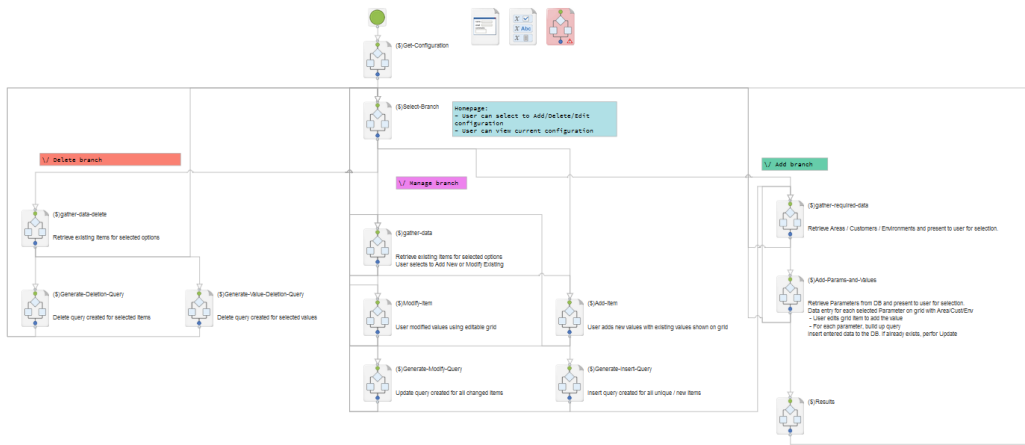 X
X Abc
X
($)Get-Configuration
($)Select-Branch
Homepage:
- User can select to Add/Delete/Edit
configuration
- User can view current configuration
\/ Delete branch
\/ Manage branch
\/ Add branch
($)gather-data-delete
Retrieve existing items for selected options
($)gather-data
Retrieve existing items for selected options
User selects to Add New or Modify Existing
($)gather-required-data
Retrieve Areas / Customers / Environments and present to user for selection.
($)Generate-Deletion-Query
Delete query created for selected items
($)Generate-Value-Deletion-Query
Delete query created for selected values
($)Modify-Item
User modified values using editable grid
($)Add-Item
User adds new values with existing values shown on grid
($)Add-Params-and-Values
Retrieve Parameters from DB and present to user for selection.
Data entry for each selected Parameter on grid with Area/Cust/Env
- User edits grid item to add the value
- For each parameter, build up query
Insert entered data to the DB. If already exists, perfor Update
($)Generate-Modify-Query
Update query created for all changed items
($)Generate-Insert-Query
Insert query created for all unique / new items
($)Results